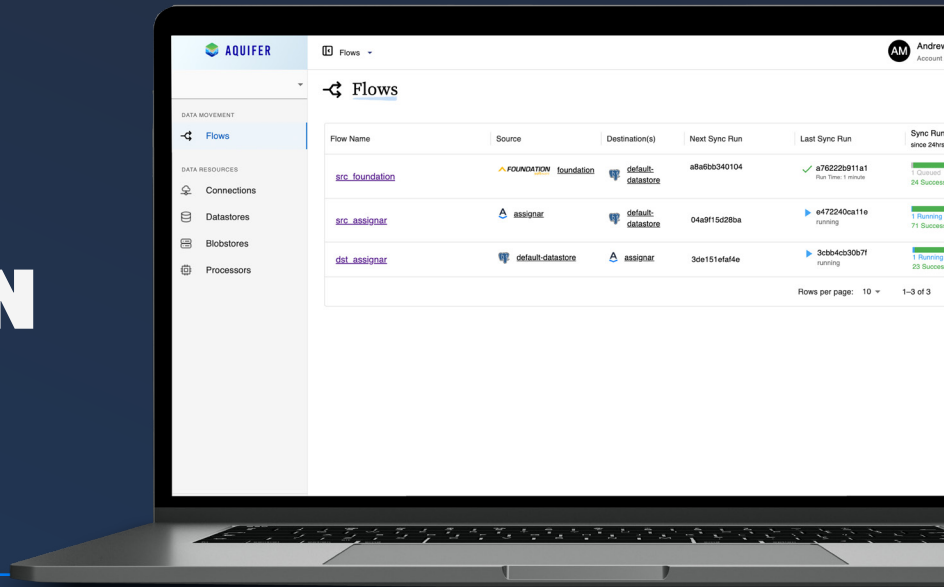 N
AQUIFER
Flows
AM
Andrew
Account
Flows
DATA MOVEMENT
Flows
DATA RESOURCES
Connections
Datastores
Blobstores
Processors
Flow Name Source Destination(s) Next Sync Run Last Sync Run Sync Run
since 24hrs
src_foundation FOUNDATION foundation default-datastore a8a6bb340104 a76222b911a1
Run Time: 1 minute
1 Queued
24 Success
src_assignar assignar default-datastore 04a9f15d28ba e472240ca11e
running
1 Running
71 Success
dst_assignar default-datastore assignar 3de151efaf4e 3cbb4cb30b7f
running
1 Running
23 Succes
Rows per page: 10 1–3 of 3